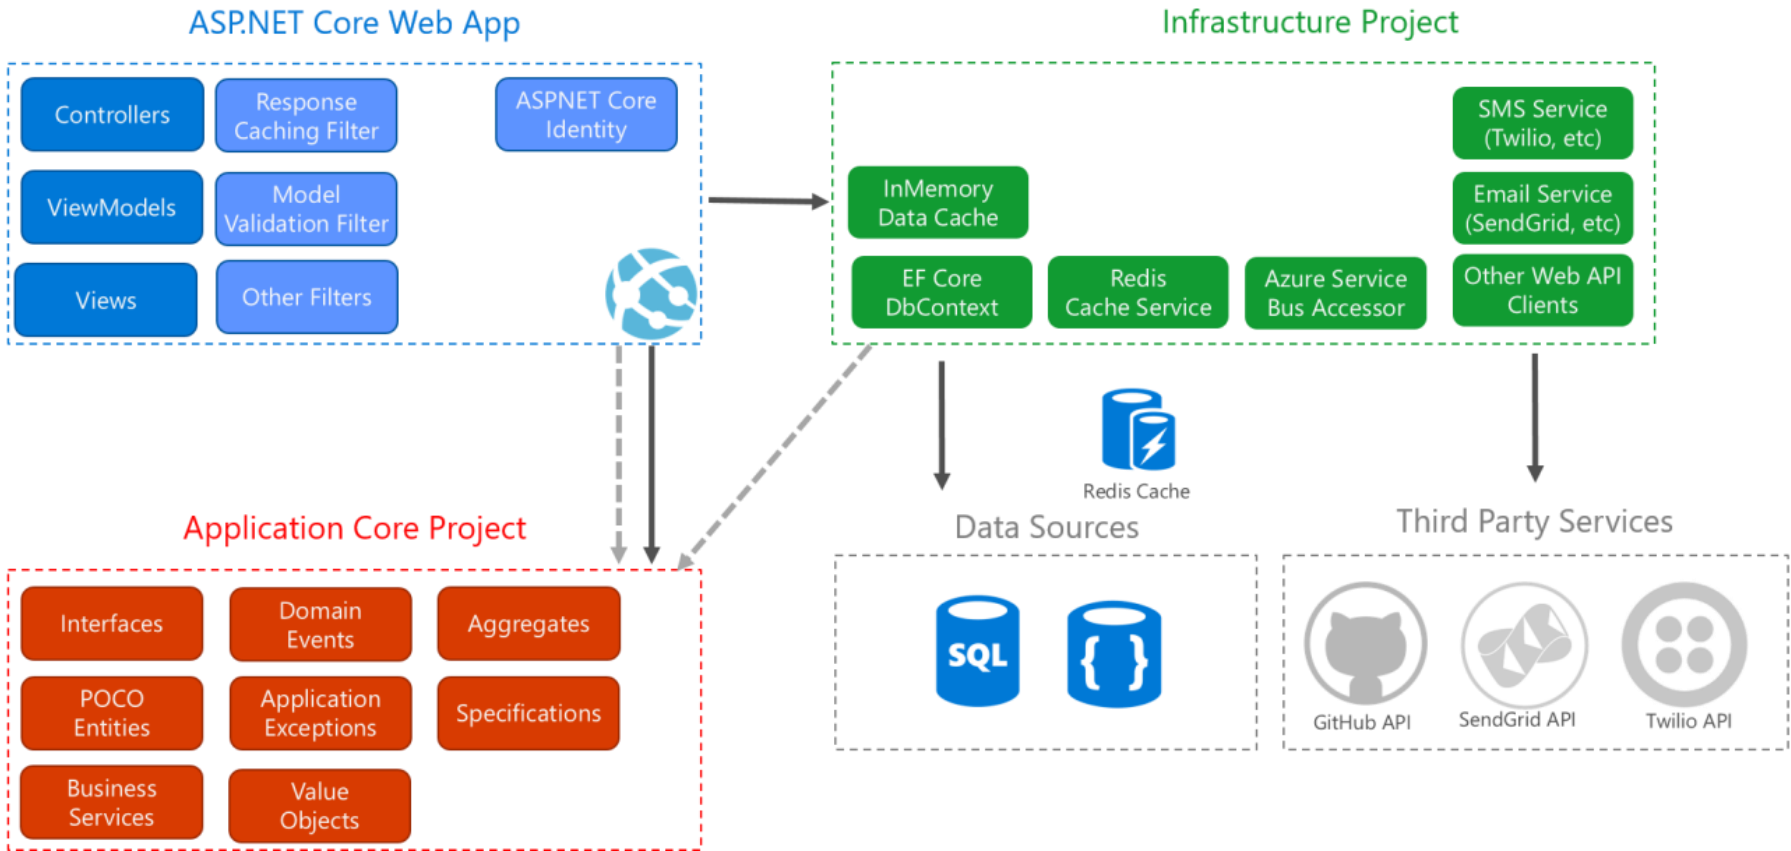 ASP.NET Core Web App
Controllers
Response
Caching Filter
ASPNET Core
Identity
ViewModels
Model
Validation Filter
Views
Other Filters
Infrastructure Project
SMS Service
(Twilio, etc)
InMemory
Data Cache
Email Service
(SendGrid, etc)
EF Core
DbContext
Redis
Cache Service
Azure Service
Bus Accessor
Other Web API
Clients
Redis Cache
Application Core Project
Interfaces
Domain
Events
Aggregates
POCO
Entities
Application
Exceptions
Specifications
Business
Services
Value
Objects
Data Sources
SQL
{ }
Third Party Services
GitHub API
SendGrid API
Twilio API